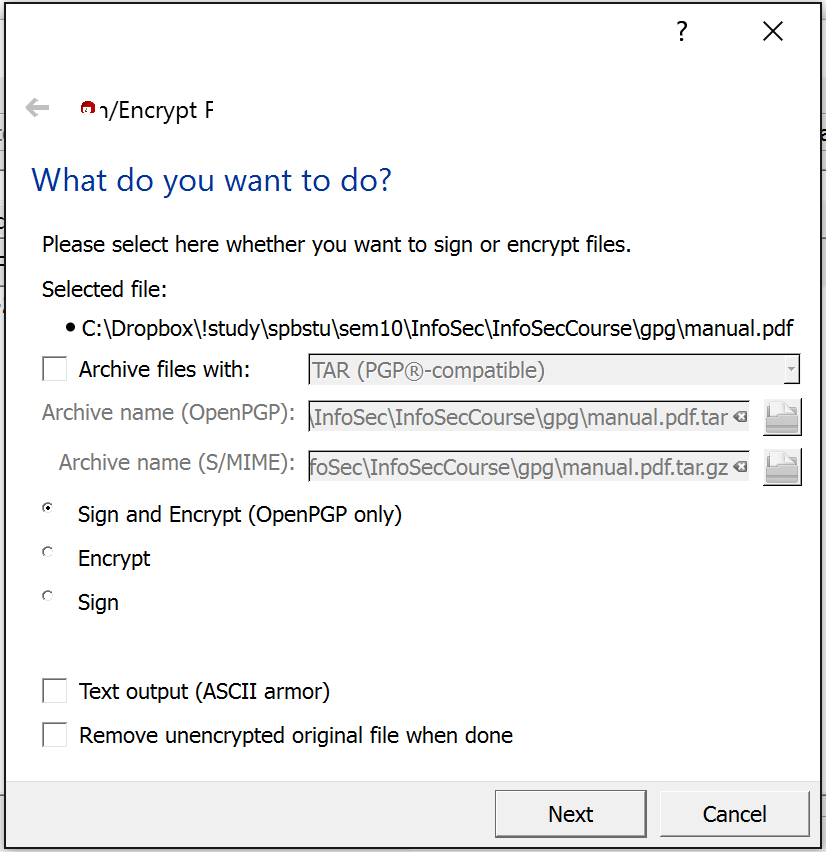 ?
n/Encrypt F
What do you want to do?
Please select here whether you want to sign or encrypt files.
Selected file:
• C:\Dropbox\!study\spbstu\sem10\InfoSec\InfoSecCourse\gpg\manual.pdf
Archive files with: TAR (PGP®-compatible)
Archive name (OpenPGP): \InfoSec\InfoSecCourse\gpg\manual.pdf.tar
Archive name (S/MIME): foSec\InfoSecCourse\gpg\manual.pdf.tar.gz
Sign and Encrypt (OpenPGP only)
Encrypt
Sign
Text output (ASCII armor)
Remove unencrypted original file when done
Next Cancel